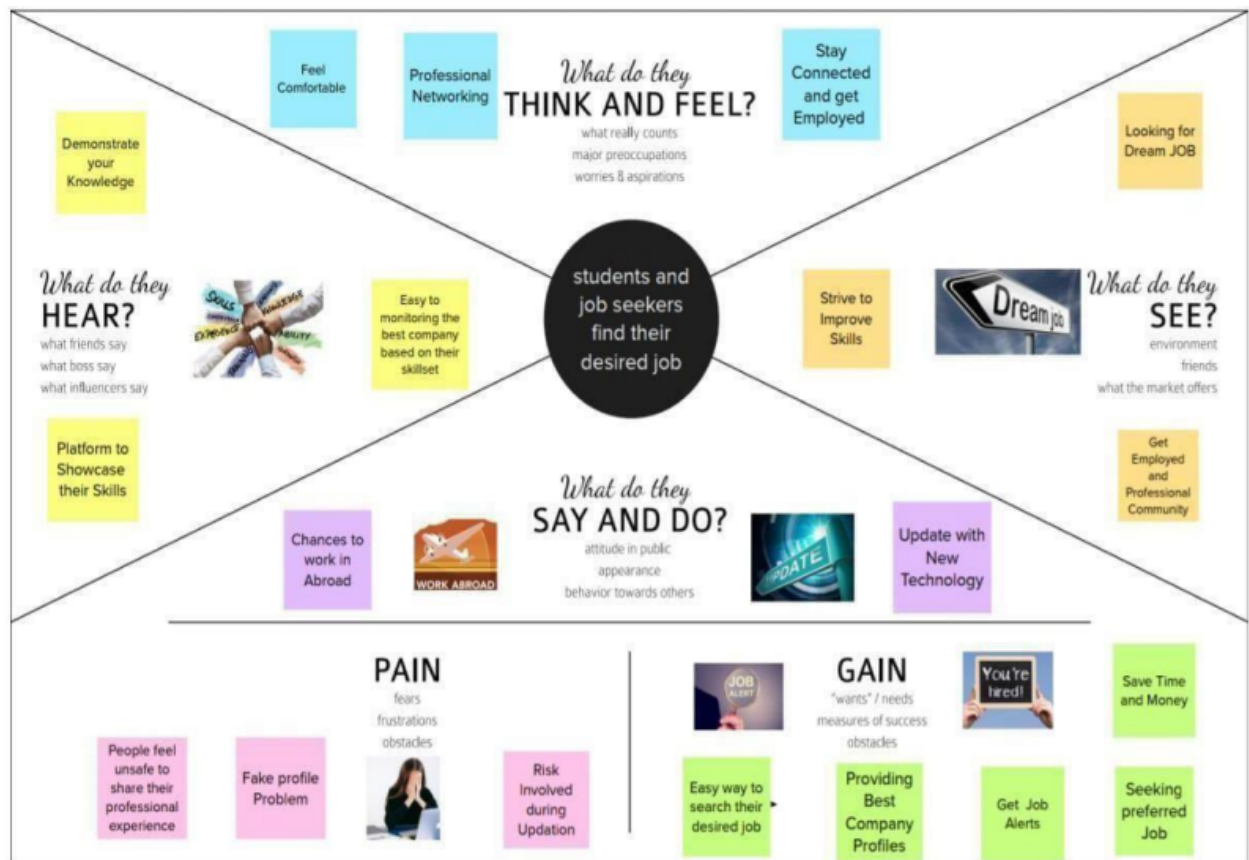 Feel
Comfortable
Professional
Networking
What do they
THINK AND FEEL?
what really counts
major preoccupations
worries & aspirations
Stay
Connected
and get
Employed
Demonstrate
your
Knowledge
What do they
HEAR?
what friends say
what boss say
what influencers say
SKILLS
KNOWLEDGE
EXPERIENCE
ABILITY
Easy to
monitoring the
best company
based on their
skillset
Platform to
Showcase
their Skills
students and
job seekers
find their
desired job
Looking for
Dream JOB
Strive to
Improve
Skills
Dream job
What do they
SEE?
environment
friends
what the market offers
Get
Employed
and
Professional
Community
What do they
SAY AND DO?
attitude in public
appearance
behavior towards others
Chances to
work in
Abroad
WORK ABROAD
UPDATE
Update with
New
Technology
PAIN
fears
frustrations
obstacles
People feel
unsafe to
share their
professional
experience
Fake profile
Problem
Risk
Involved
during
Updation
GAIN
"wants" / needs
measures of success
obstacles
JOB
ALERT
You're
hired!
Save Time
and Money
Easy way to
search their
desired job
Providing
Best
Company
Profiles
Get Job
Alerts
Seeking
preferred
Job